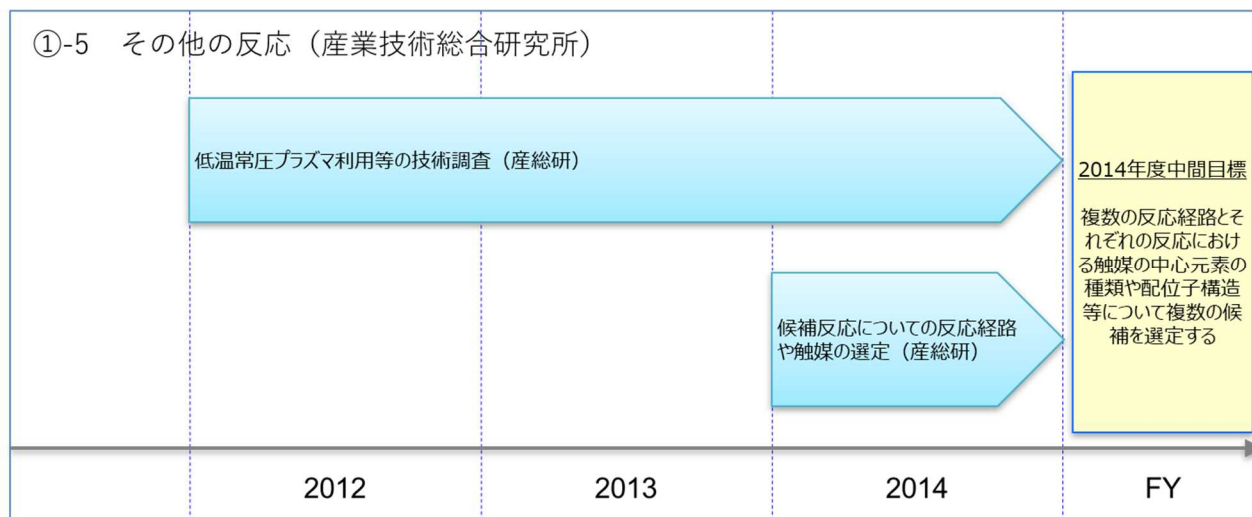 ①-5　その他の反応（産業技術総合研究所）
低温常圧プラズマ利用等の技術調査（産総研）
候補反応についての反応経路
や触媒の選定（産総研）
2014年度中間目標
複数の反応経路とそ
れぞれの反応におけ
る触媒の中心元素の
種類や配位子構造
等について複数の候
補を選定する
2012
2013
2014
FY